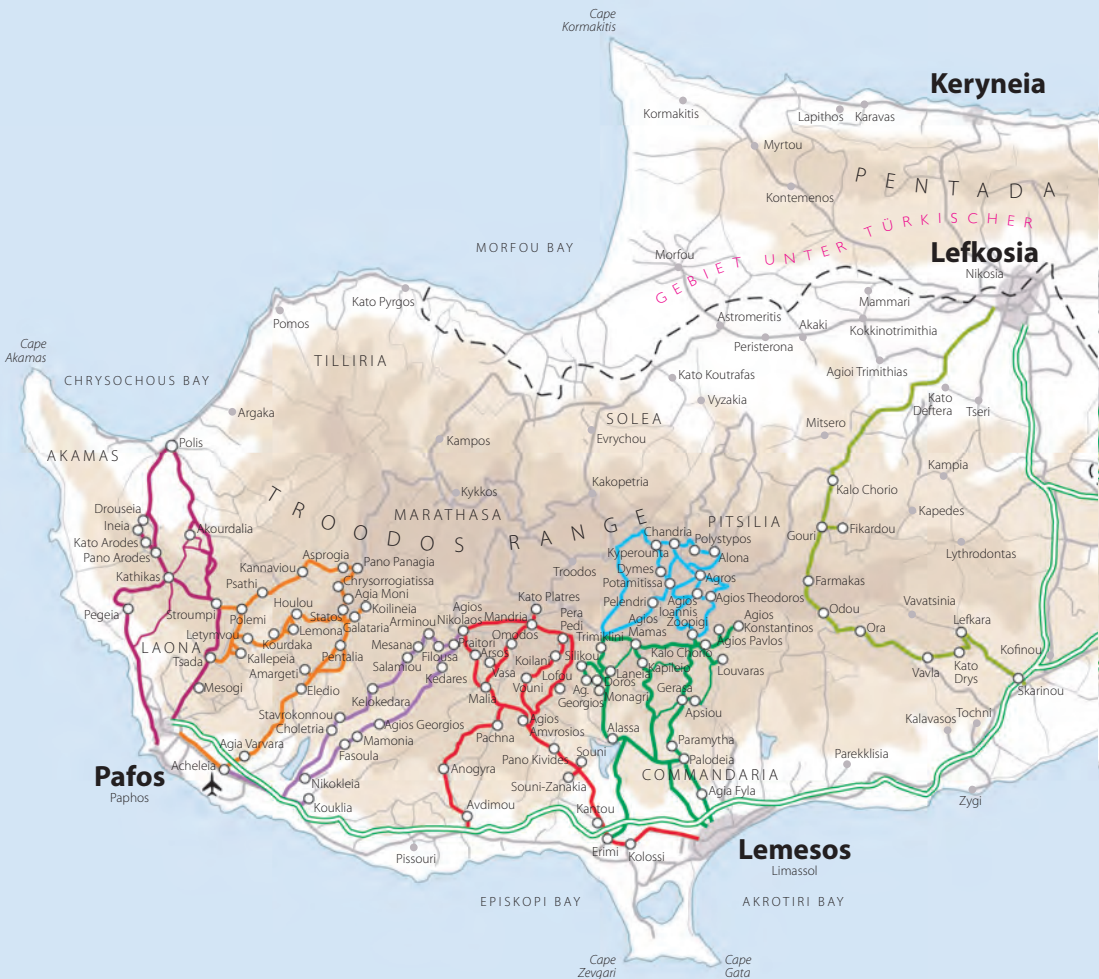 Cape
Kormakitis
Keryneia
Kormakitis
Lapithos
Karavas
Myrtou
PENTADA
Kontemenos
GEBIET UNTER TÜRKISCHER
MORFOU BAY
Morfou
Lefkosia
Nikosia
Kato Pyrgos
Mammari
Pomos
Astromeritis
Akaki
Kokkinotrimithia
Peristerona
Cape
Akamas
TILLIRIA
CHRYSOCHOUS BAY
Kato Koutrafas
Agioi Trimithias
Vyzakia
Kato
Deftera
Tseri
Argaka
SOLEA
Mitsero
Polis
Kampos
Evrychou
AKAMAS
Kampia
Kykkos
Kakopetria
Kalo Chorio
TROODOS RANGE
MARATHASA
PITSILIA
Kapedes
Drouseia
Ineia
Akourdalia
Chandria
Polystypos
Gouri
Fikardou
Kato Arodes
Pano Arodes
Kyperounta
Alona
Lythrodontas
Asprogia
Pano Panagia
Kannaviou
Troodos
Dymes
Kathikas
Psathi
Chrysorrogiatissa
Potamitissa
Agros
Farmakas
Agia Moni
Houlou
Koilineia
Kato Platres
Pelendri
Agios
Ioannis
Agios Theodoros
Pegeia
Stroumpi
Polemi
Statos
Agios
Nikolaos
Mandria
Pera
Pedi
Odou
Vavatsinia
Letymvou
Lemona
Galataria
Arminou
Trimiklini
Agios
Mamas
Zoopigi
Agios
Konstantinos
Ora
Lefkara
LAONA
Kourdaka
Praitori
Omodos
Agios Pavlos
Tsada
Kallepeia
Pentalia
Mesana
Filousa
Arsos
Koilani
Silikou
Kalo Chorio
Kofinou
Amargeti
Salamiou
Kedares
Vasa
Lofou
Laneia
Kapileio
Louvaras
Vavla
Kato
Drys
Skarinou
Mesogi
Eledio
Kelokedara
Malia
Vouni
Ag.
Georgios
Doros
Monagri
Gerasa
Apsiou
Stavrokonnou
Choletria
Agios Georgios
Pachna
Agios
Amvrosios
Alassa
Kalavasos
Tochni
Agia Varvara
Mamonia
Fasoula
Pano Kivides
Souni
Paramytha
Palodeia
Parekklisia
Acheleia
Anogyra
Souni-Zanakia
COMMANDARIA
Pafos
Paphos
Nikokleia
Kouklia
Avdimou
Kantou
Agia Fyla
Zygi
Pissouri
Erimi
Kolossi
Lemesos
Limassol
EPISKOPI BAY
AKROTIRI BAY
Cape
Zevgari
Cape
Gata